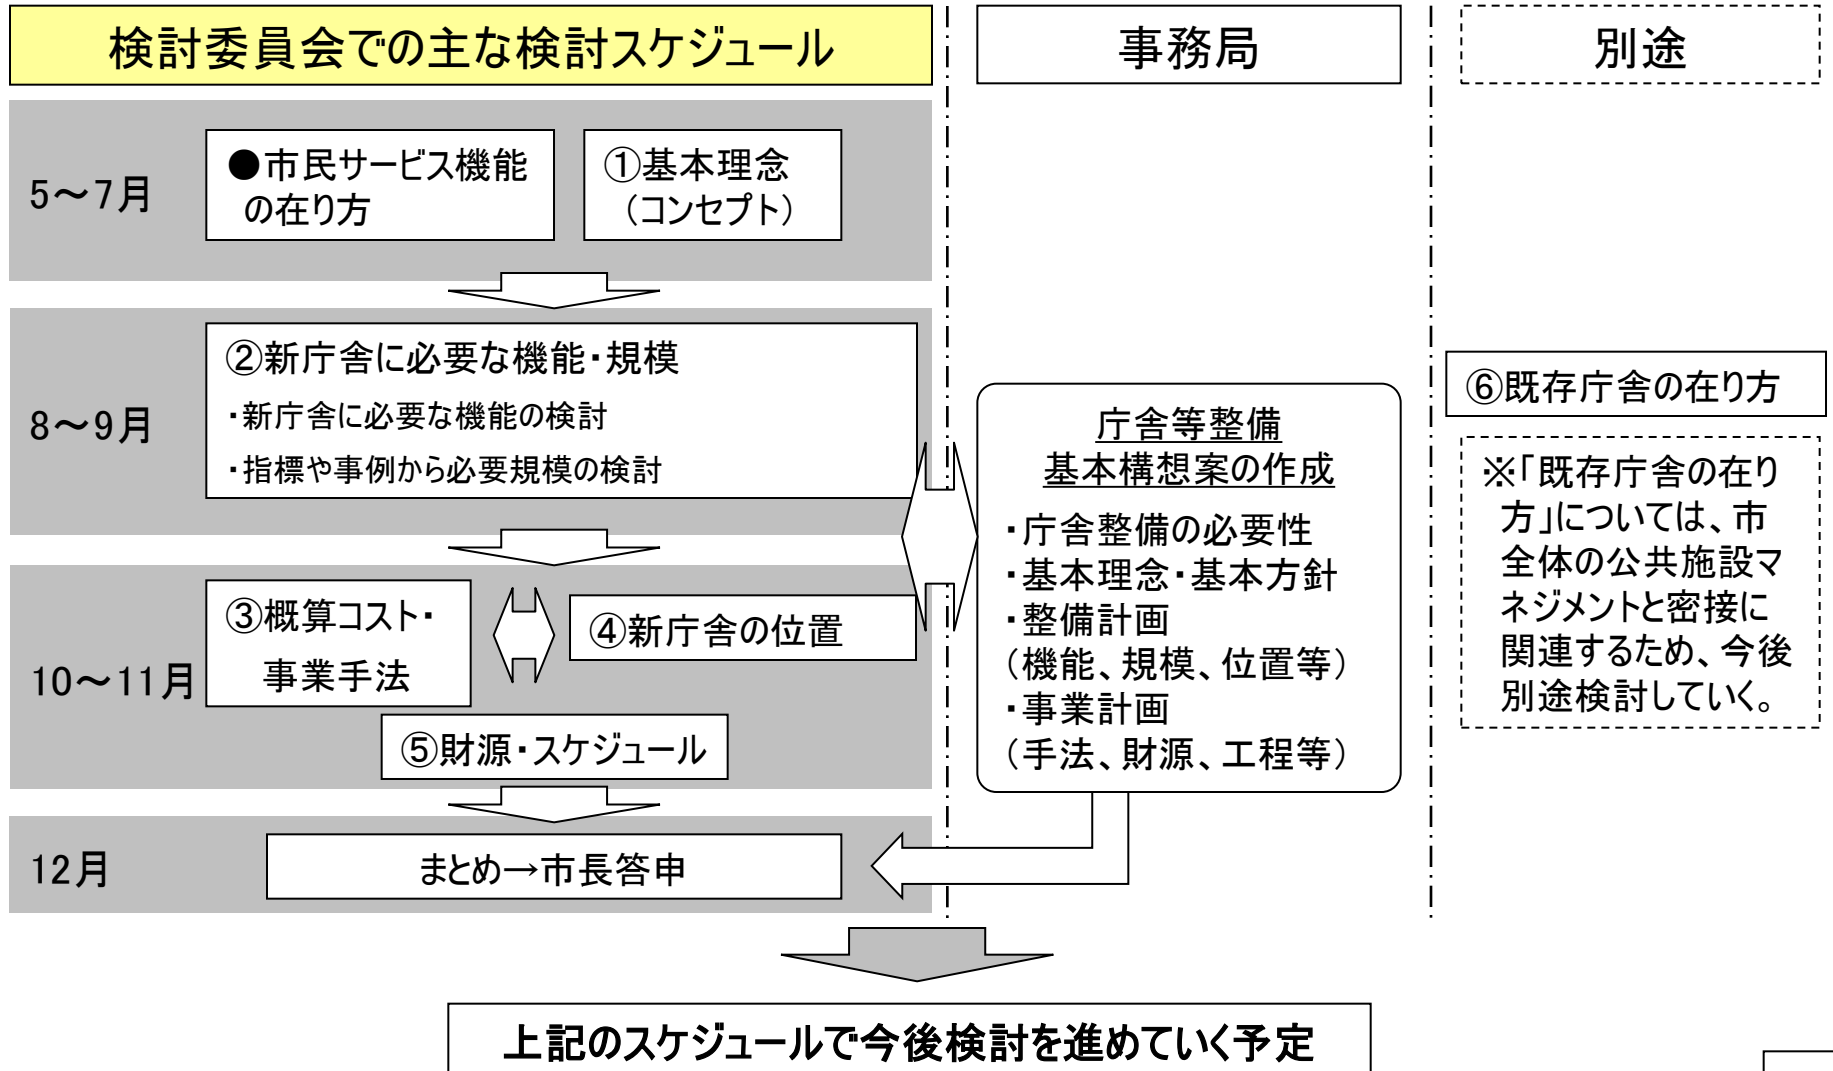 検討委員会での主な検討スケジュール
事務局
別途
5～7月
●市民サービス機能
の在り方
①基本理念
（コンセプト）
8～9月
②新庁舎に必要な機能・規模
・新庁舎に必要な機能の検討
・指標や事例から必要規模の検討
10～11月
③概算コスト・
事業手法
④新庁舎の位置
⑤財源・スケジュール
12月
まとめ→市長答申
庁舎等整備
基本構想案の作成
・庁舎整備の必要性
・基本理念・基本方針
・整備計画
（機能、規模、位置等）
・事業計画
（手法、財源、工程等）
⑥既存庁舎の在り方
※「既存庁舎の在り
方」については、市
全体の公共施設マ
ネジメントと密接に
関連するため、今後
別途検討していく。
上記のスケジュールで今後検討を進めていく予定